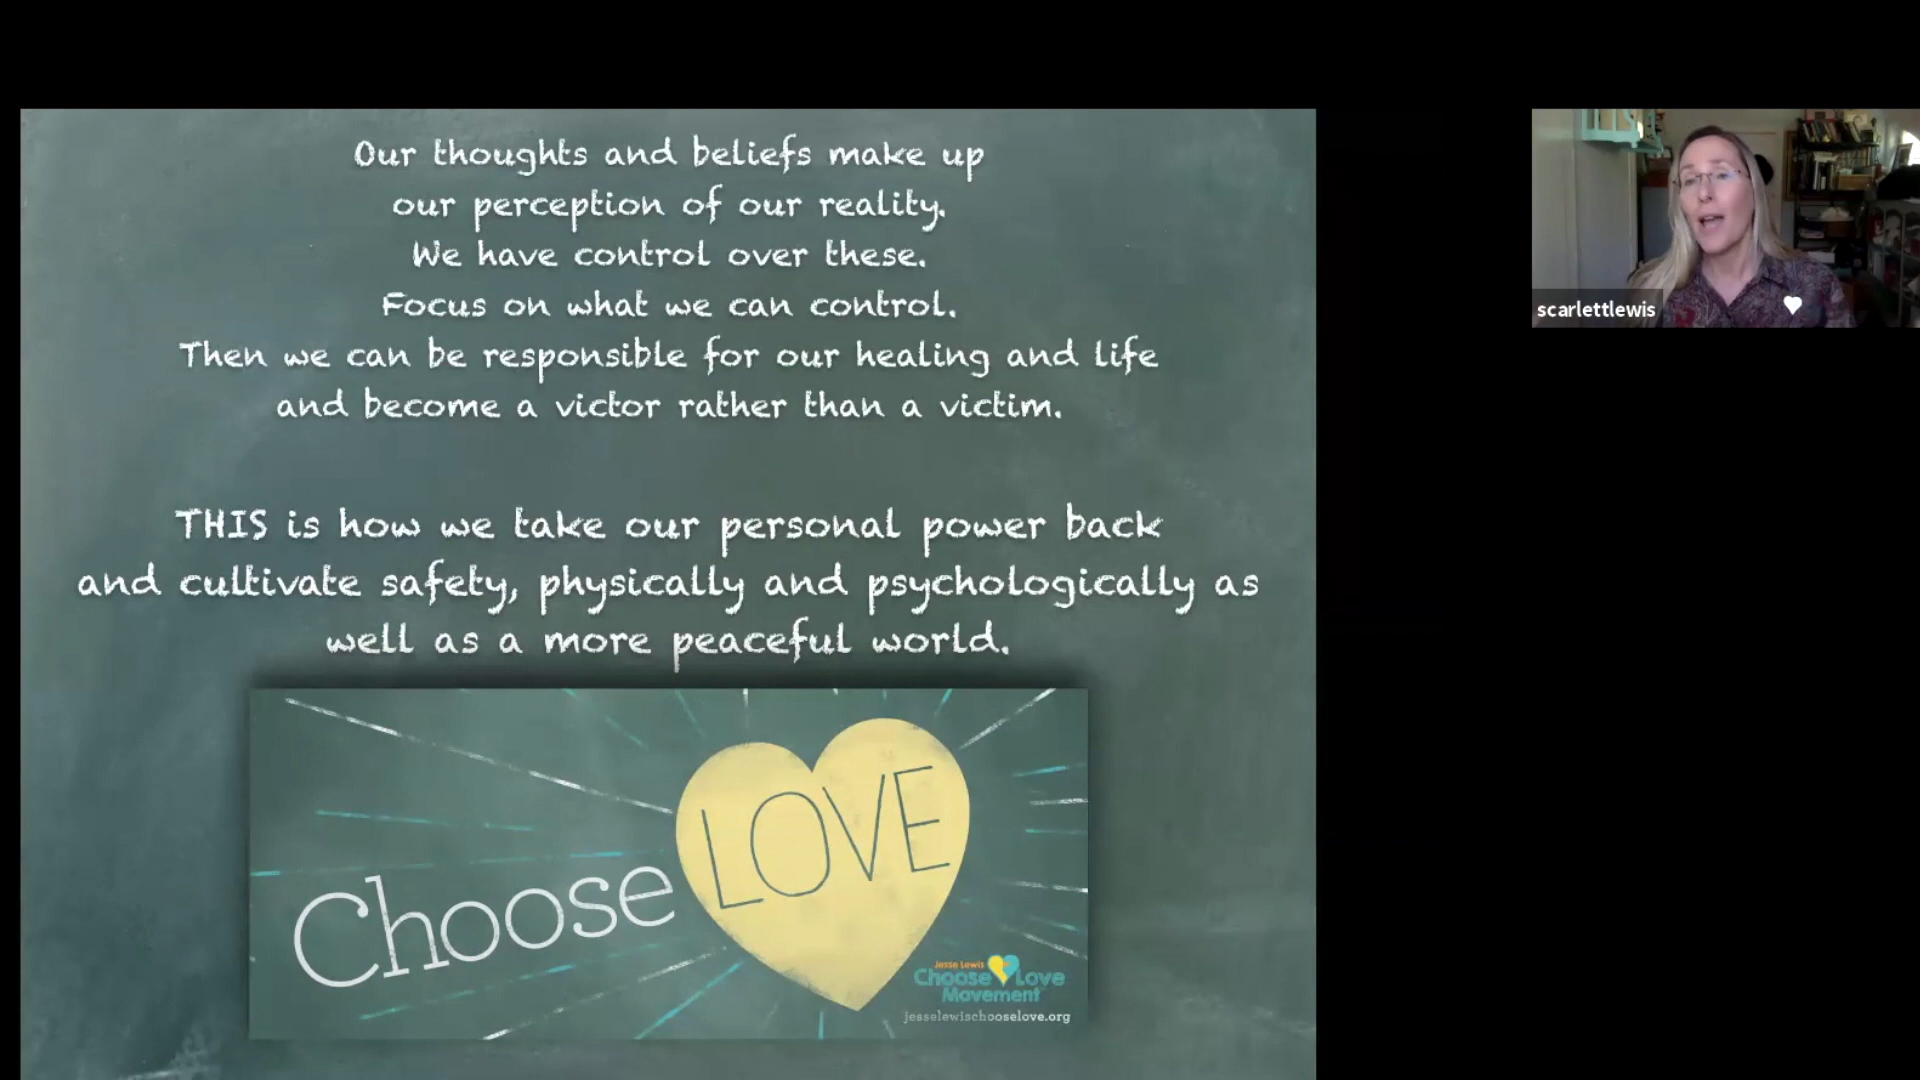 Our thoughts and beliefs make up
our perception of our reality.
We have control over these.
Focus on what we can control.
Then we can be responsible for our healing and life
and become a victor rather than a victim.
THIS is how we take our personal power back
and cultivate safety, physically and psychologically as
well as a more peaceful world.
Choose LOVE
Jesse Lewis
Choose Love
Movement
jesselewischooselove.org
scarlettlewis